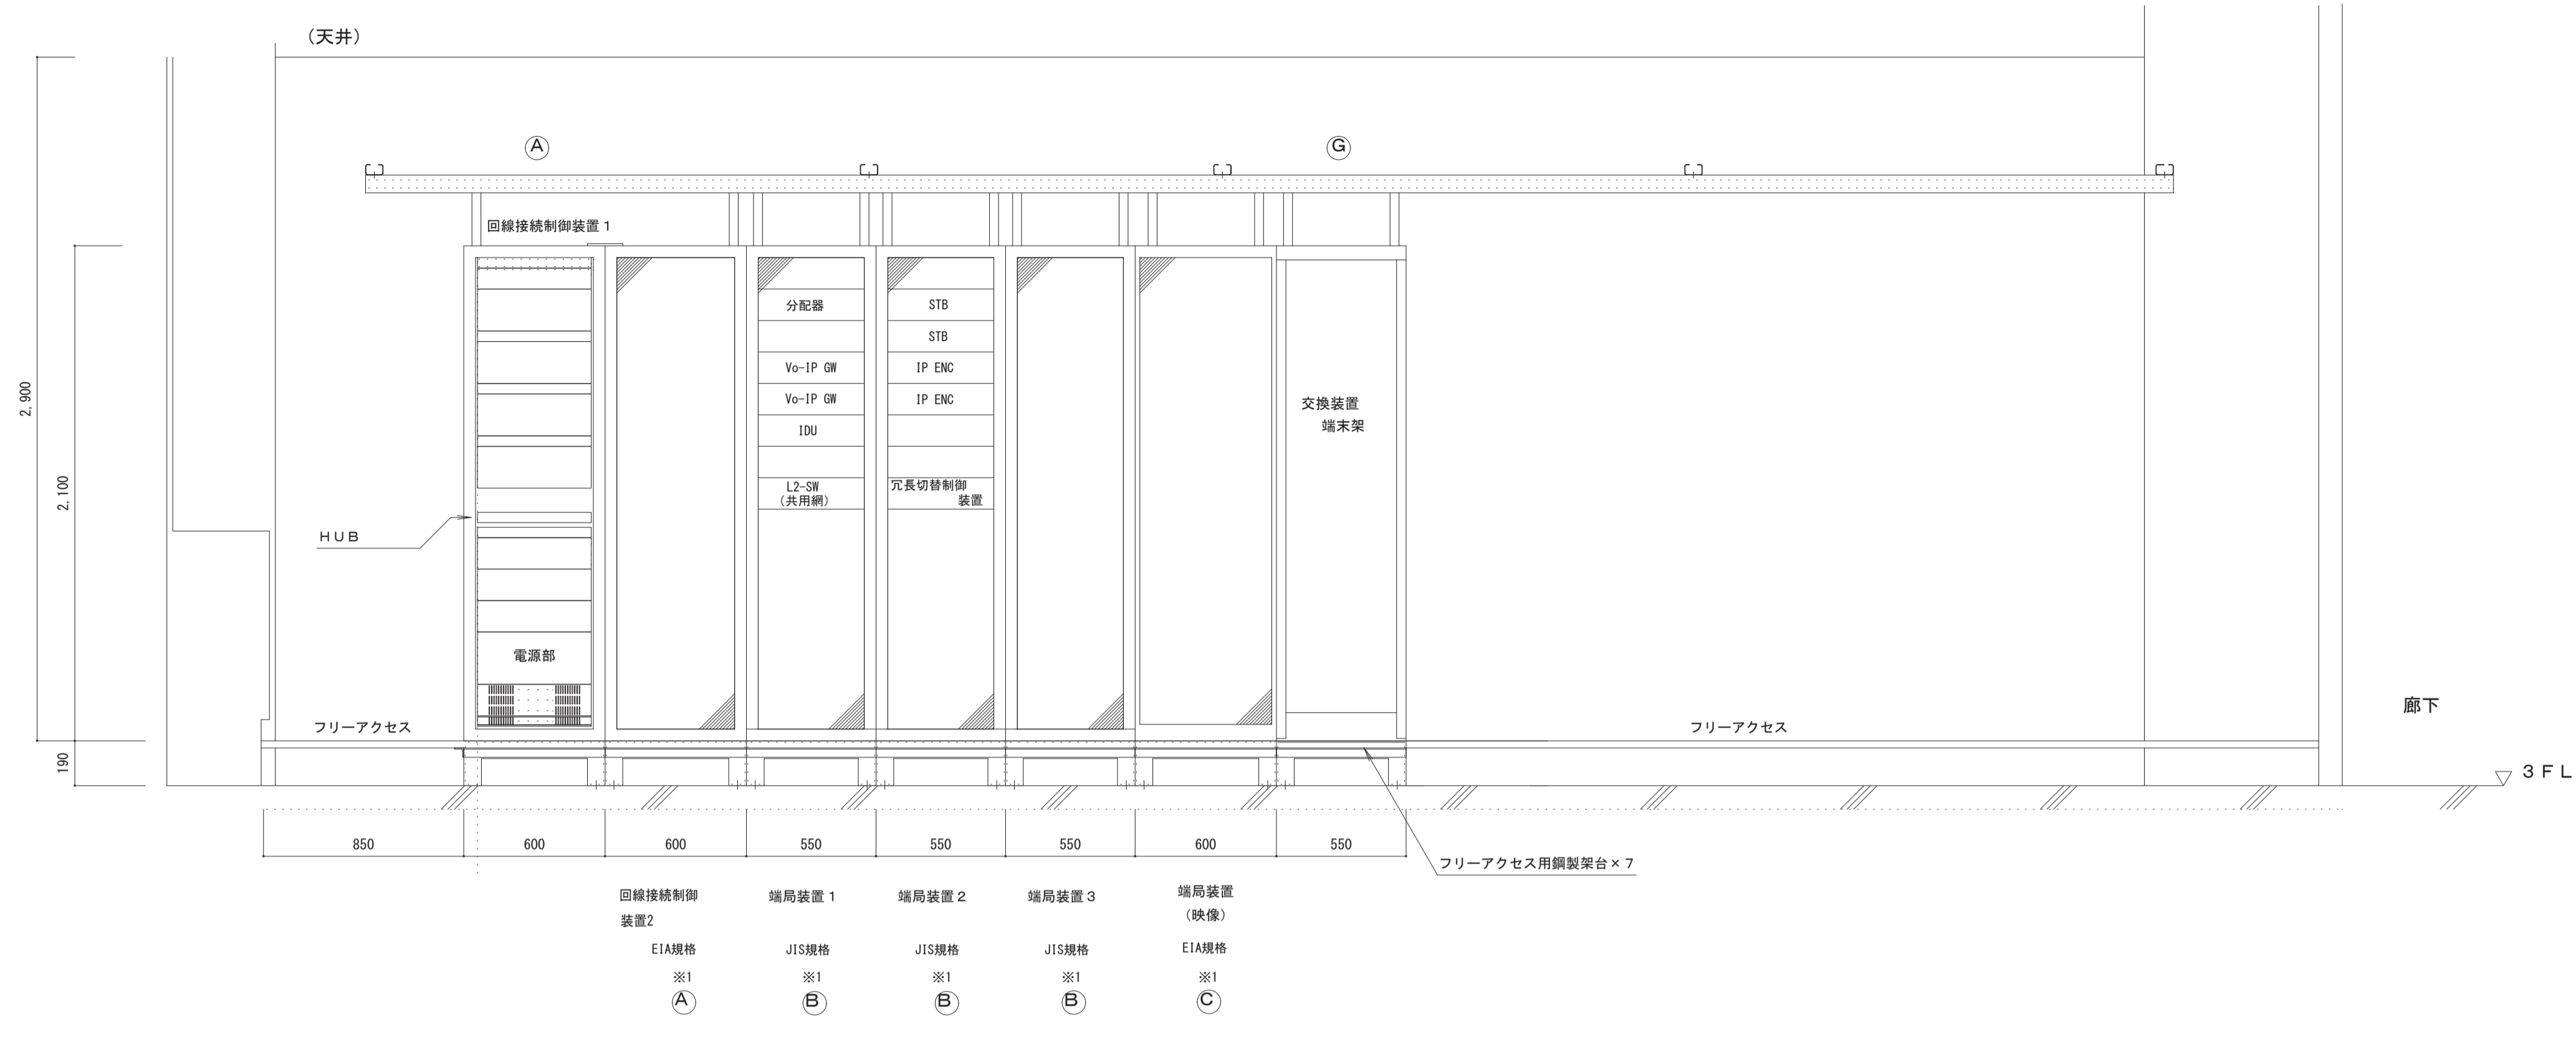 （天井）
Ａ
Ｇ
回線接続制御装置１
分配器
STB
STB
Vo-IP GW
IP ENC
2,900
Vo-IP GW
IP ENC
交換装置
端末架
IDU
2,100
L2-SW
（共用網）
冗長切替制御
装置
ＨＵＢ
電源部
フリーアクセス
フリーアクセス
廊下
190
３ＦＬ
850
600
600
550
550
550
600
550
フリーアクセス用鋼製架台×７
回線接続制御
装置2
EIA規格
※1
Ａ
端局装置１
JIS規格
※1
Ｂ
端局装置２
JIS規格
※1
Ｂ
端局装置３
JIS規格
※1
Ｂ
端局装置
（映像）
EIA規格
※1
Ｃ